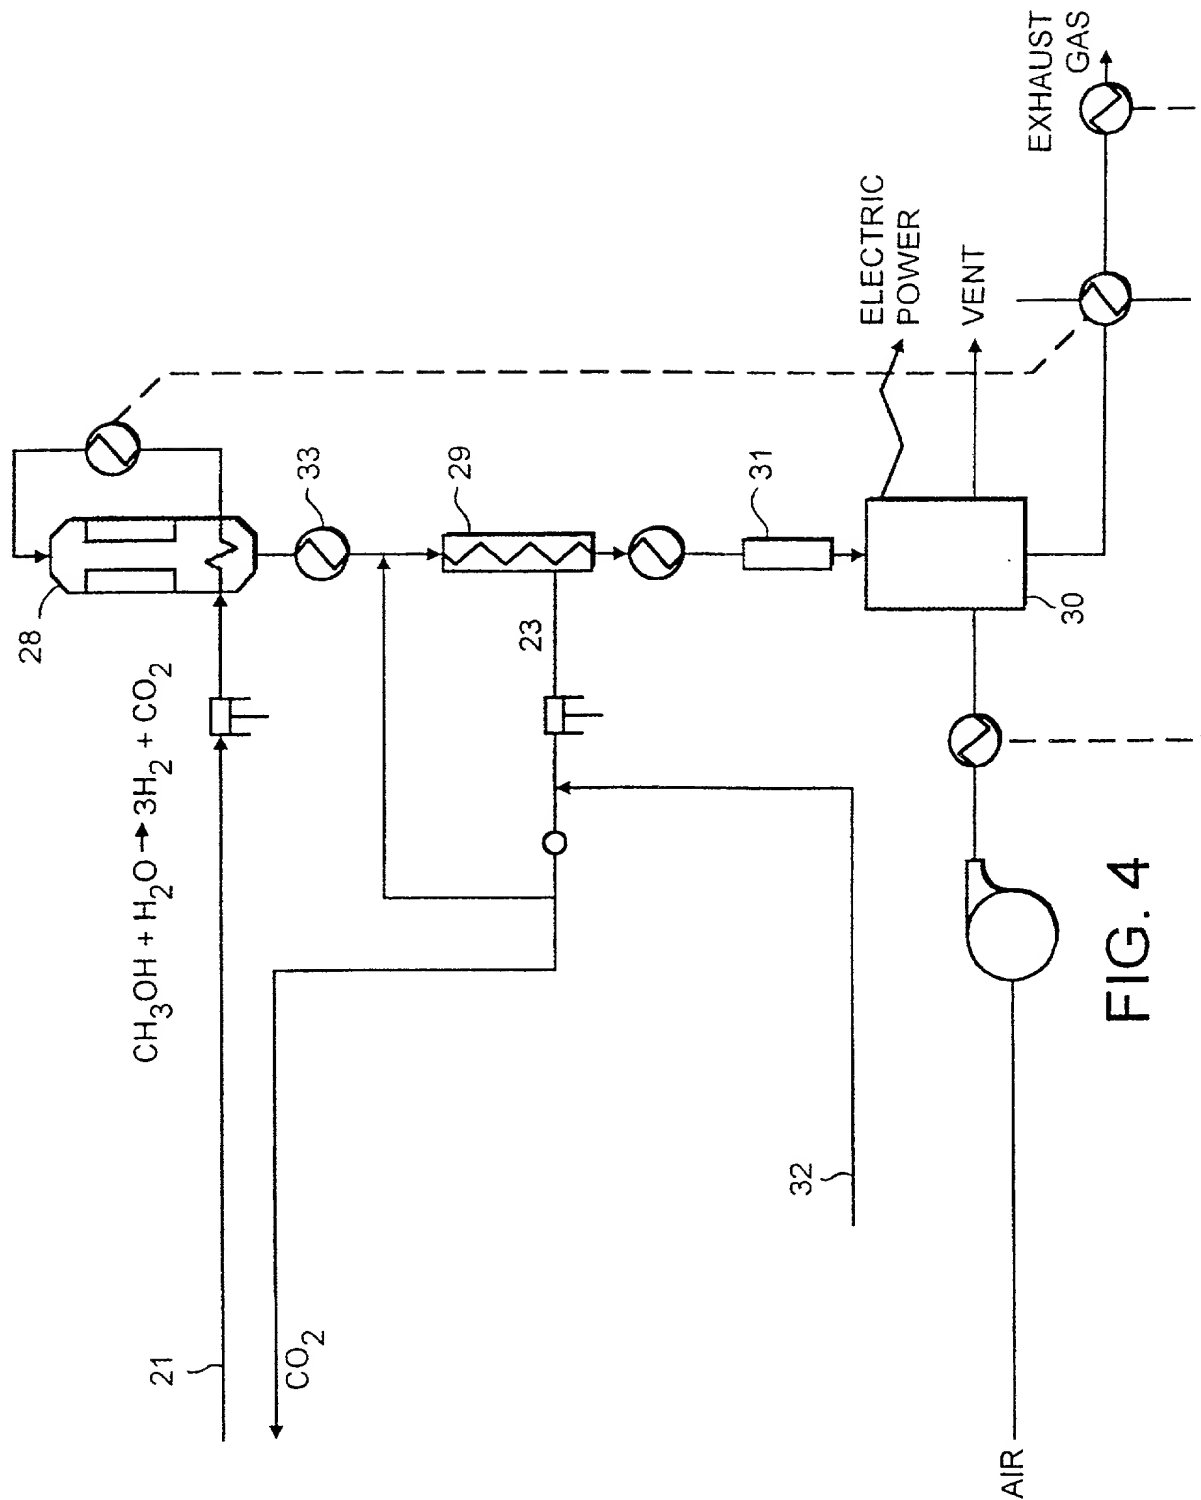 CH3OH + H2O → 3H2 + CO2
28
33
29
31
23
21
CO2
32
30
ELECTRIC
POWER
VENT
EXHAUST
GAS
AIR
FIG. 4